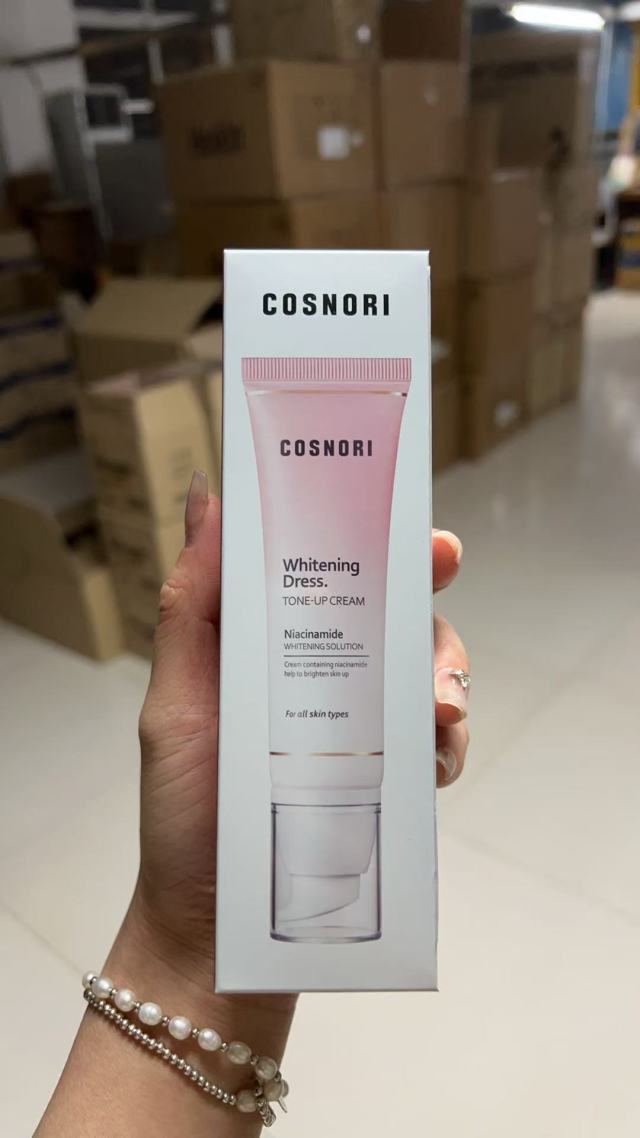 COSNORI
COSNORI
Whitening
Dress.
TONE-UP CREAM
Niacinamide
WHITENING SOLUTION
Cream containing niacinamide
help to brighten skin up
For all skin types